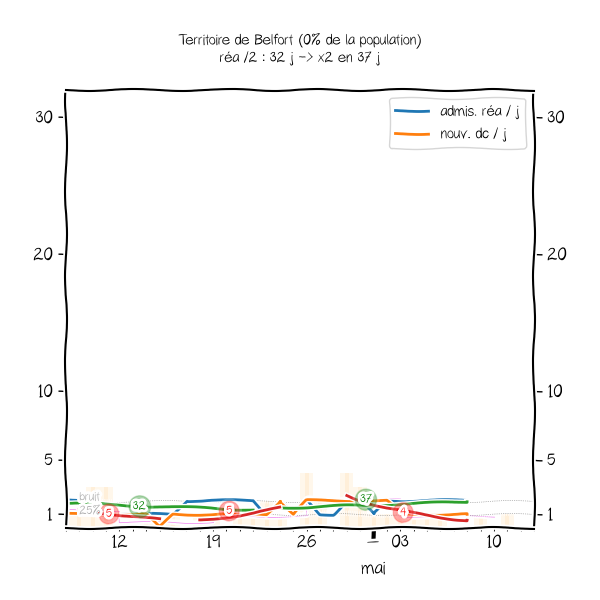 Territoire de Belfort (0% de la population)
réa /2 : 32 j -> x2 en 37 j
admis. réa / j
nouv. dc / j
30 30
20 20
10 10
5 5
1 1
bruit
25%
5 32 5 37 4
12 19 26 1 03 10
mai